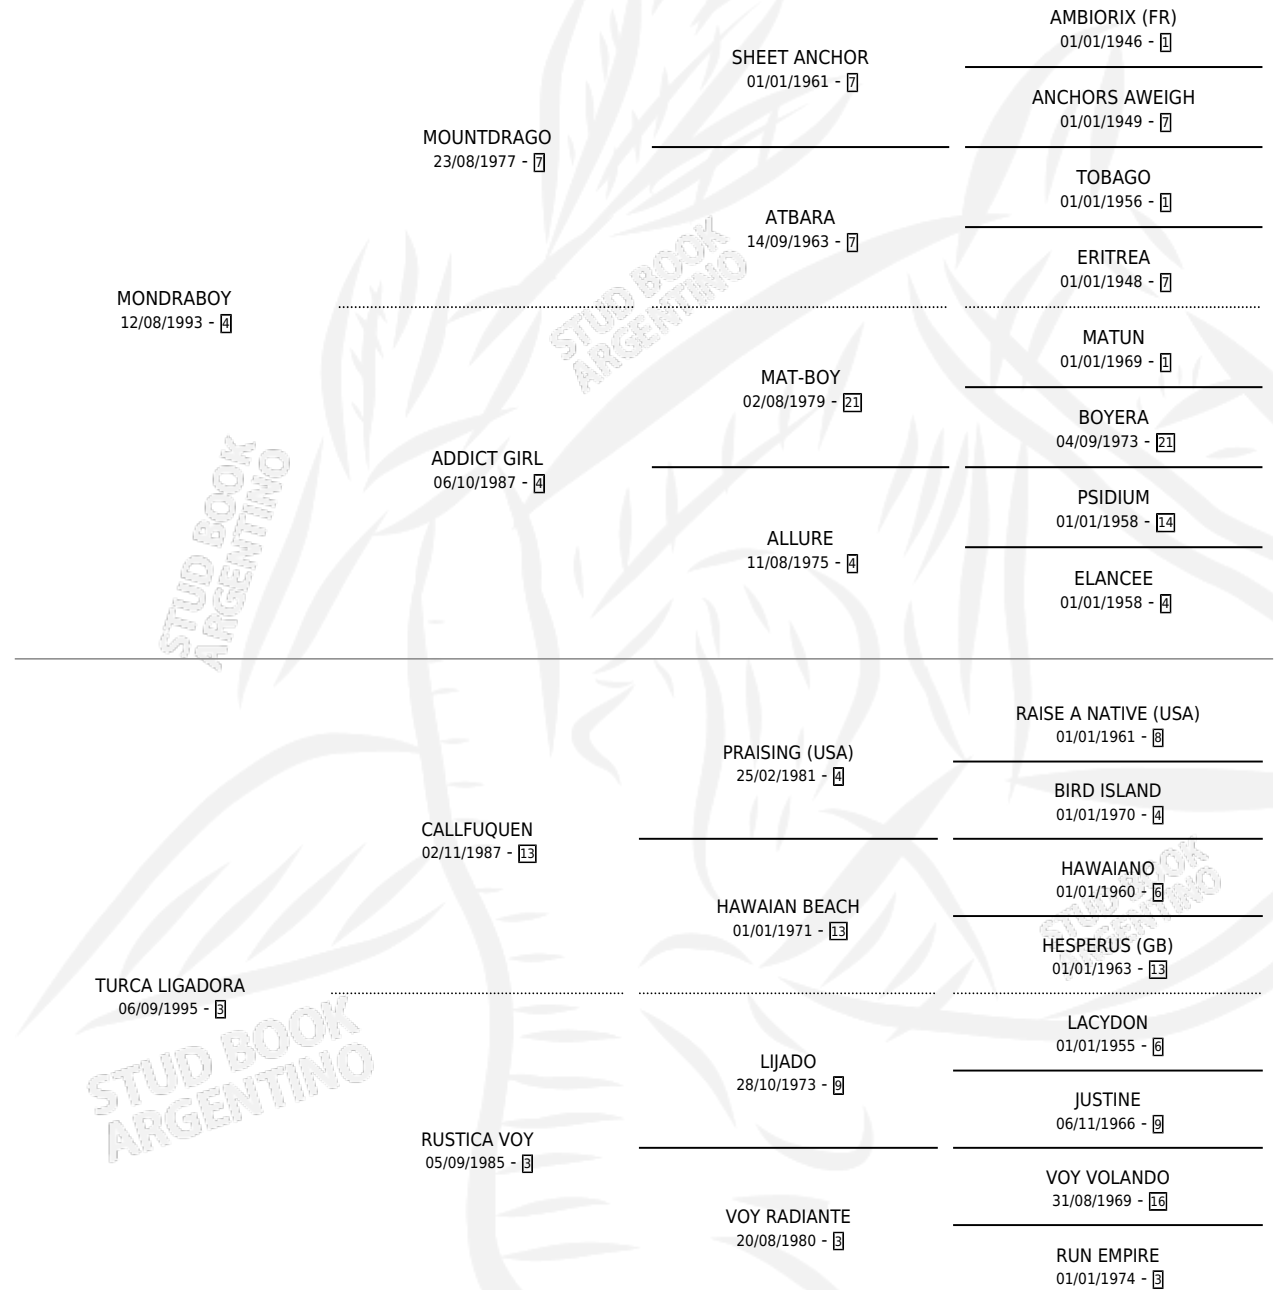 AMBIORIX (FR)
01/01/1946 - 1
SHEET ANCHOR
01/01/1961 - 7
ANCHORS AWEIGH
01/01/1949 - 7
MOUNTDRAGO
23/08/1977 - 7
TOBAGO
01/01/1956 - 1
ATBARA
14/09/1963 - 7
ERITREA
01/01/1948 - 7
MONDRABOY
12/08/1993 - 4
STUD BOOK
ARGENTINO
MATUN
01/01/1969 - 1
MAT-BOY
02/08/1979 - 21
BOYERA
04/09/1973 - 21
ADDICT GIRL
06/10/1987 - 4
PSIDIUM
01/01/1958 - 14
ALLURE
11/08/1975 - 4
ELANCEE
01/01/1958 - 4
STUD BOOK
ARGENTINO
RAISE A NATIVE (USA)
01/01/1961 - 8
PRAISING (USA)
25/02/1981 - 4
BIRD ISLAND
01/01/1970 - 4
CALLFUQUEN
02/11/1987 - 13
HAWAIANO
01/01/1960 - 6
HAWAIAN BEACH
01/01/1971 - 13
STUD BOOK
ARGENTINO
HESPERUS (GB)
01/01/1963 - 13
TURCA LIGADORA
06/09/1995 - 3
LACYDON
01/01/1955 - 6
LIJADO
28/10/1973 - 9
JUSTINE
06/11/1966 - 9
STUD BOOK
ARGENTINO
RUSTICA VOY
05/09/1985 - 3
VOY VOLANDO
31/08/1969 - 16
VOY RADIANTE
20/08/1980 - 3
RUN EMPIRE
01/01/1974 - 3